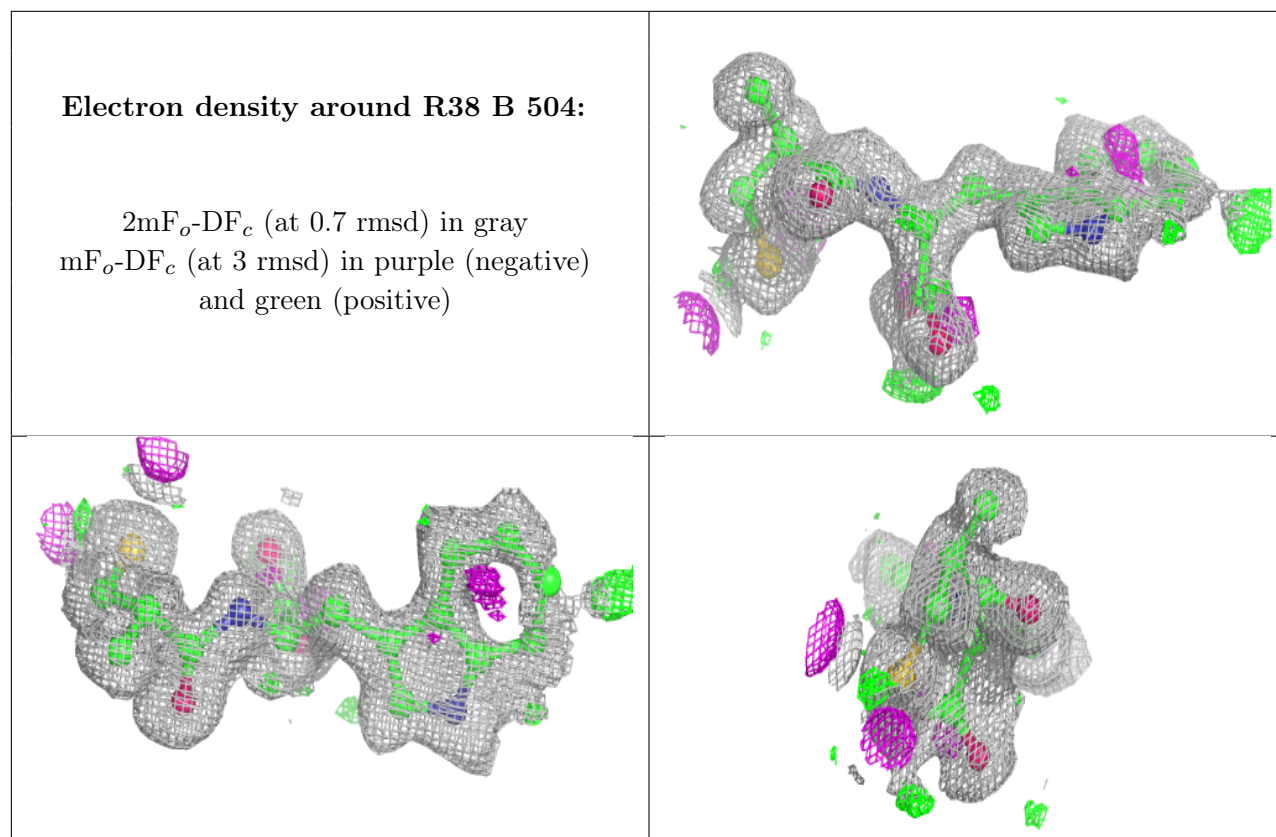 Electron density around R38 B 504:
2mFₒ-DF𝒸 (at 0.7 rmsd) in gray
mFₒ-DF𝒸 (at 3 rmsd) in purple (negative)
and green (positive)